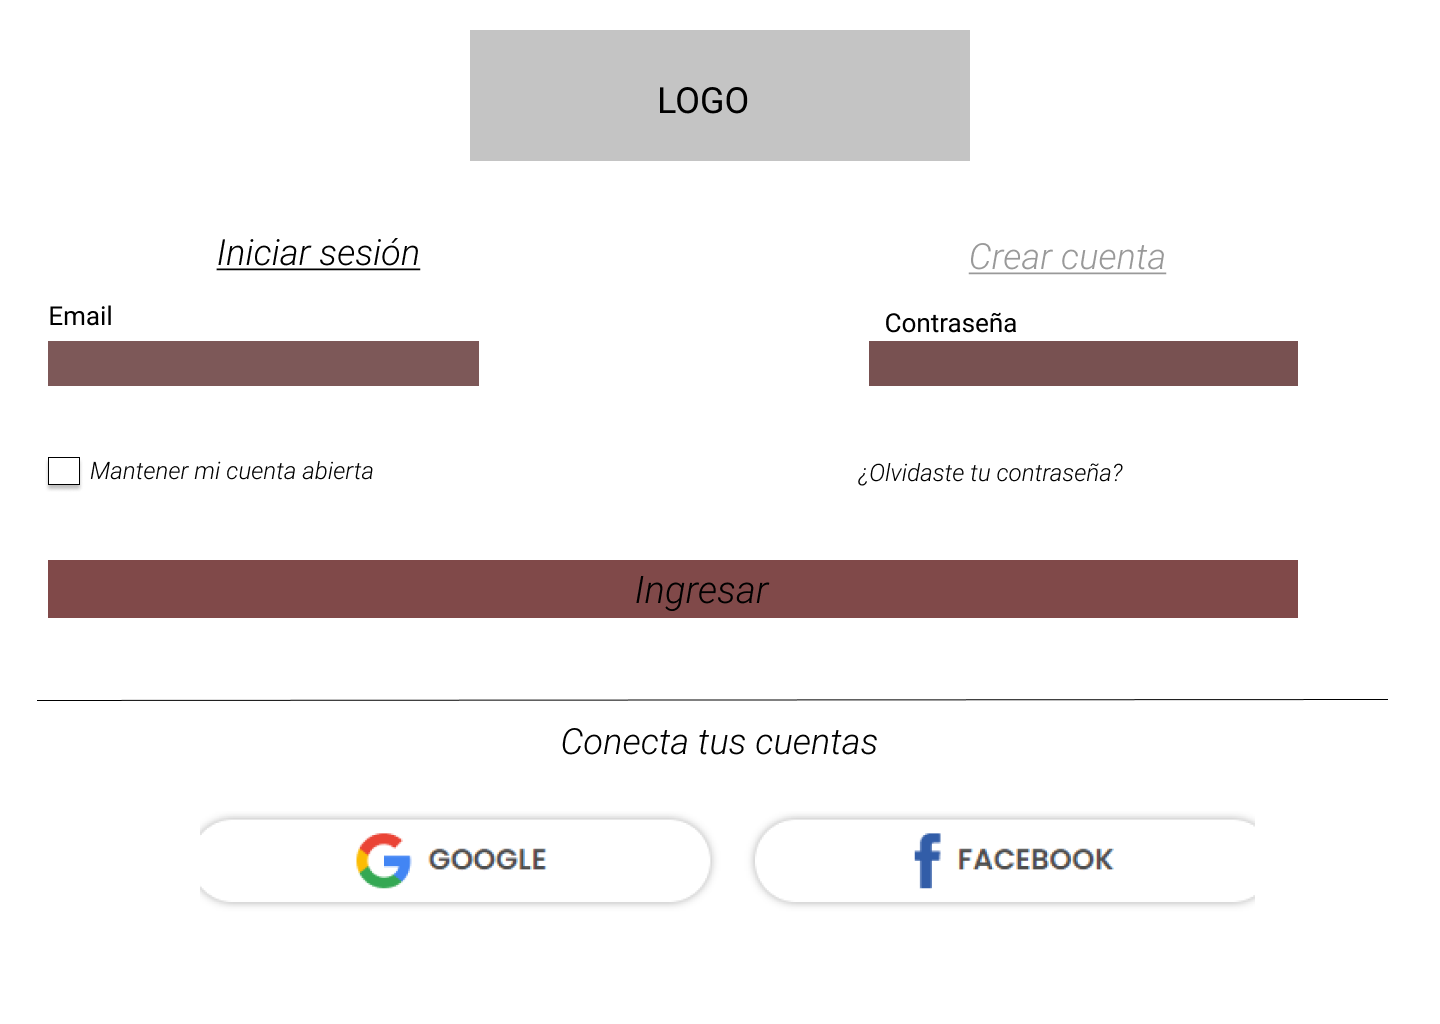 LOGO
Iniciar sesión
Crear cuenta
Email
Contraseña
Mantener mi cuenta abierta
¿Olvidaste tu contraseña?
Ingresar
Conecta tus cuentas
GOOGLE
FACEBOOK